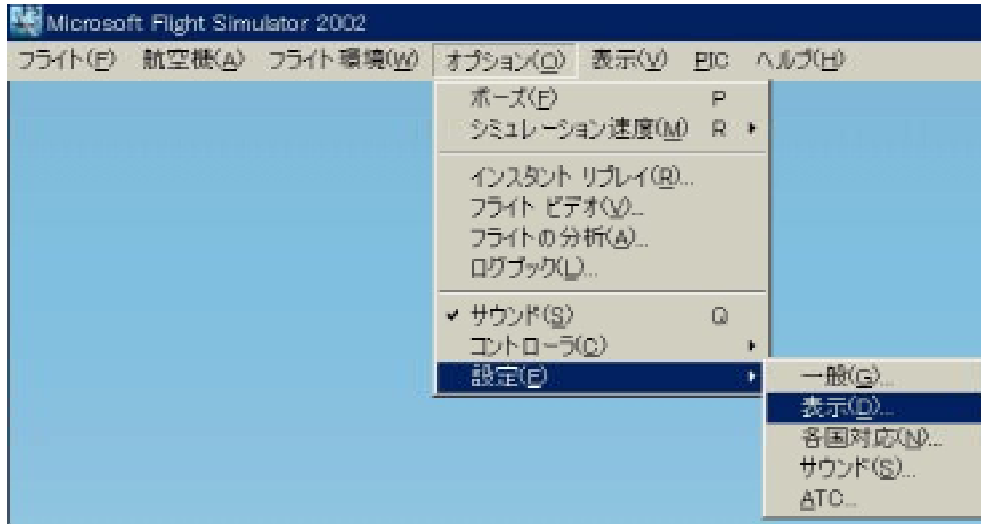 Microsoft Flight Simulator 2002
フライト(F) 航空機(A) フライト環境(W) オプション(O) 表示(V) PIC ヘルプ(H)
ポーズ(E) P
シミュレーション速度(M) R
インスタント リプレイ(R)...
フライト ビデオ(V)...
フライトの分析(A)...
ログブック(L)...
サウンド(S) Q
コントローラ(C)
設定(E)
一般(G)...
表示(D)...
各国対応(N)...
サウンド(S)...
ATC...